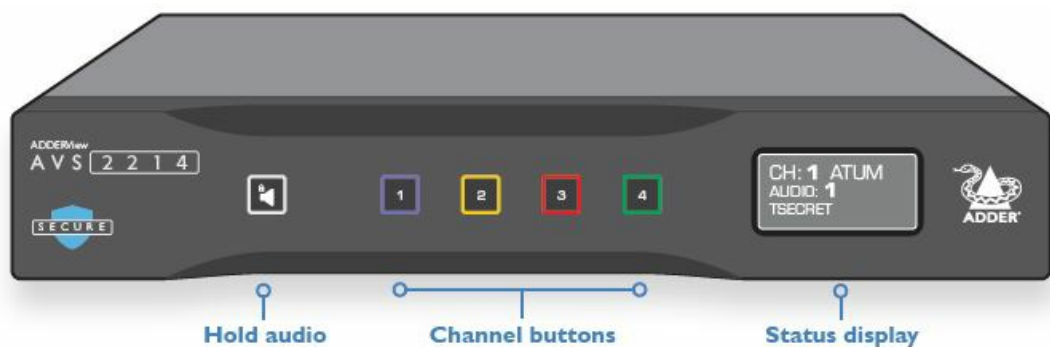 ADDERView
AVS 2214
SECURE
1
2
3
4
CH: 1 ATUM
AUDIO: 1
TSECRET
ADDER®
Hold audio
Channel buttons
Status display